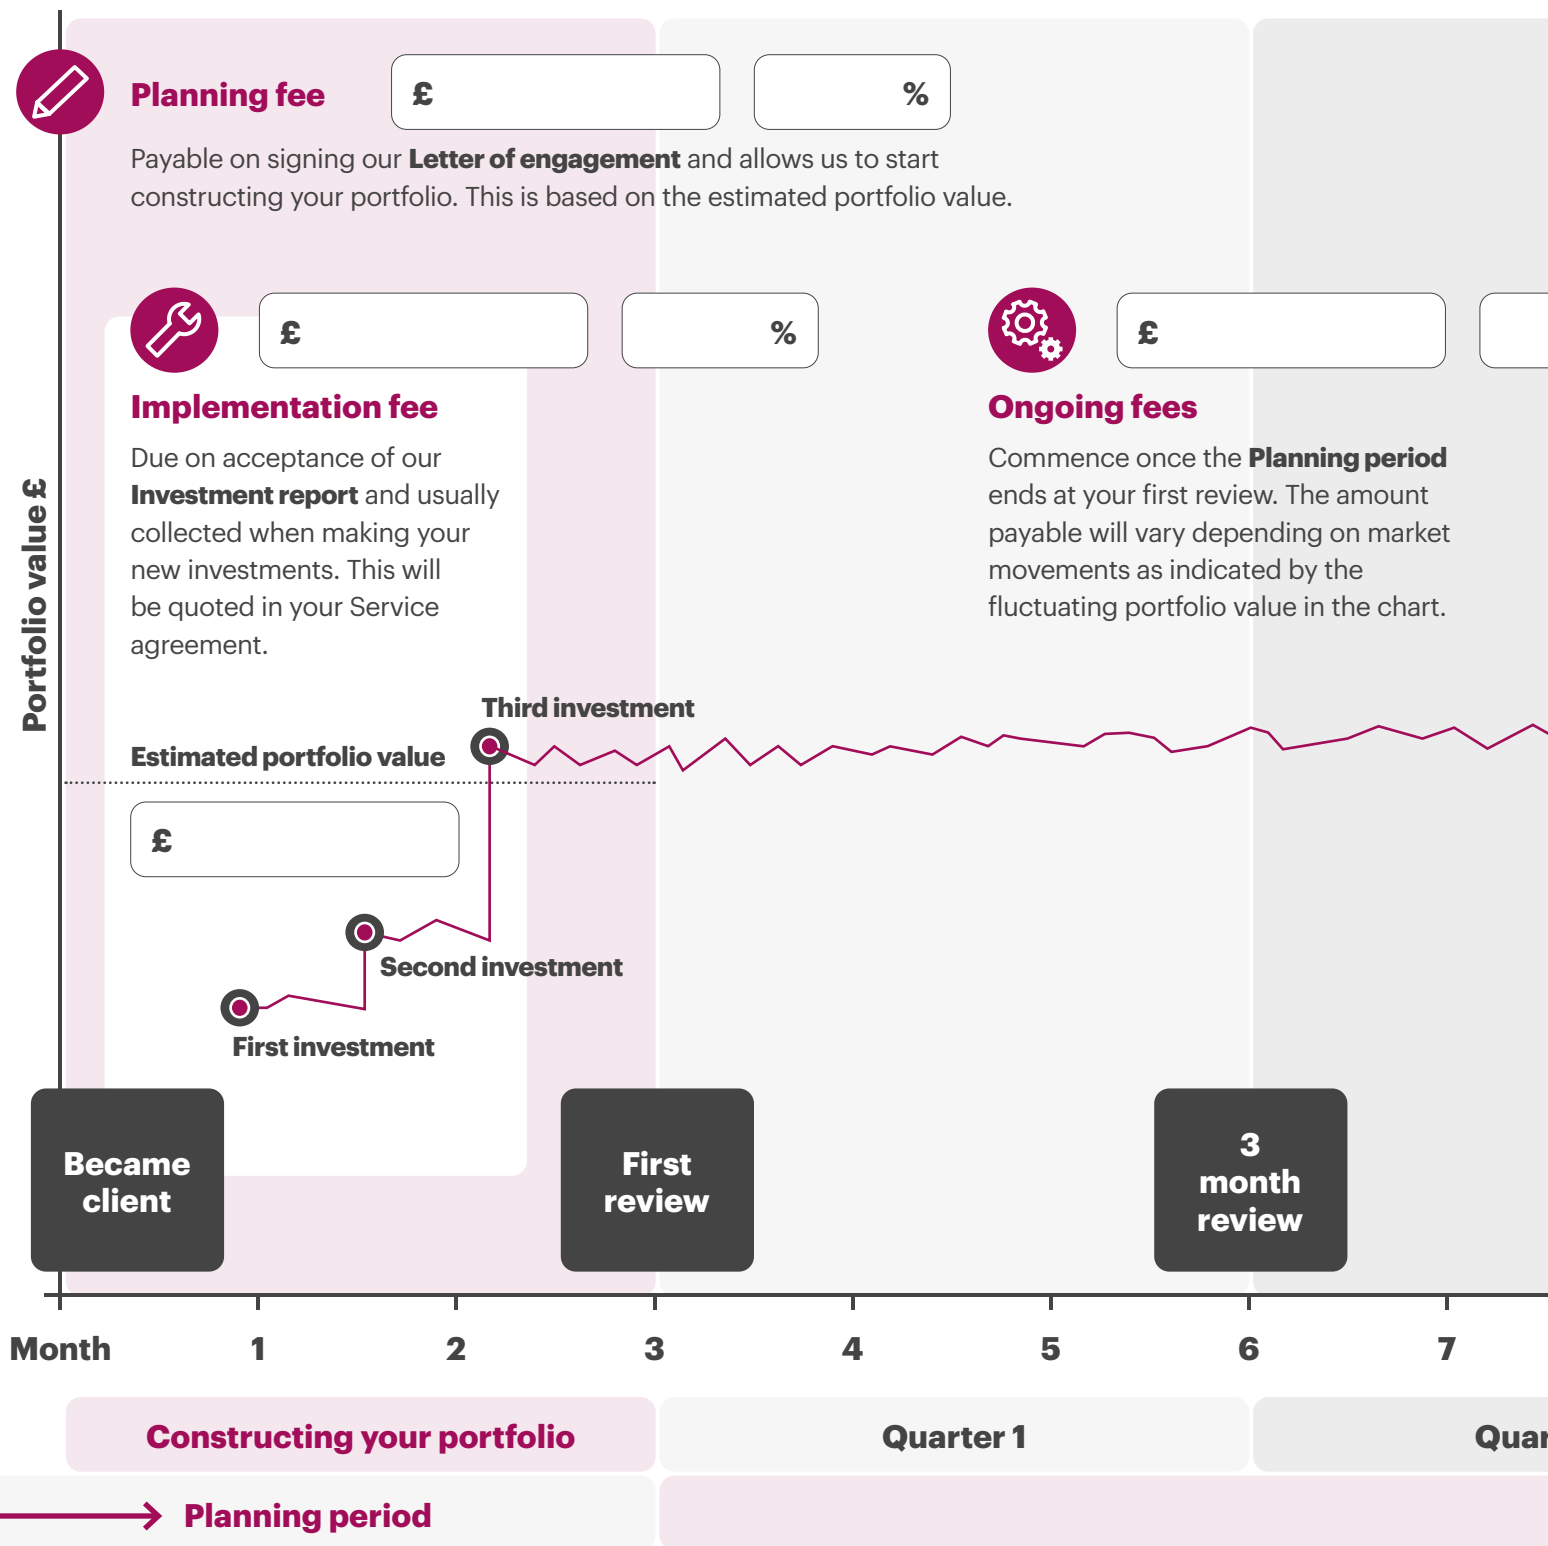 Planning fee
£
%
Payable on signing our Letter of engagement and allows us to start
constructing your portfolio. This is based on the estimated portfolio value.
£
%
Implementation fee
Due on acceptance of our
Investment report and usually
collected when making your
new investments. This will
be quoted in your Service
agreement.
£
Ongoing fees
Commence once the Planning period
ends at your first review. The amount
payable will vary depending on market
movements as indicated by the
fluctuating portfolio value in the chart.
Portfolio value £
Third investment
Estimated portfolio value
£
Second investment
First investment
Became
client
First
review
3
month
review
Month 1 2 3 4 5 6 7
Constructing your portfolio
Quarter 1
Quar
Planning period